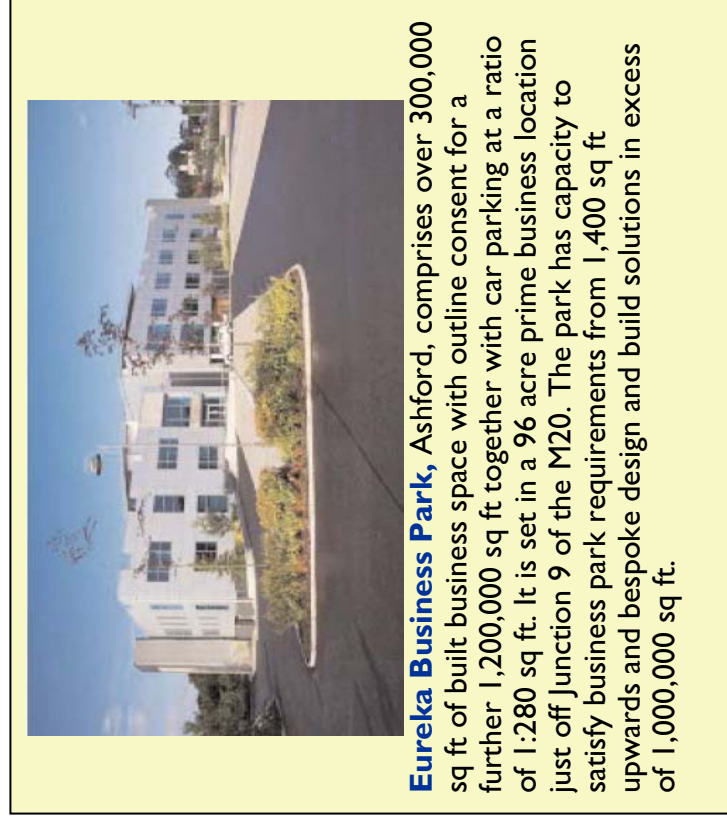 Eureka Business Park, Ashford, comprises over 300,000
sq ft of built business space with outline consent for a
further 1,200,000 sq ft together with car parking at a ratio
of 1:280 sq ft. It is set in a 96 acre prime business location
just off Junction 9 of the M20. The park has capacity to
satisfy business park requirements from 1,400 sq ft
upwards and bespoke design and build solutions in excess
of 1,000,000 sq ft.